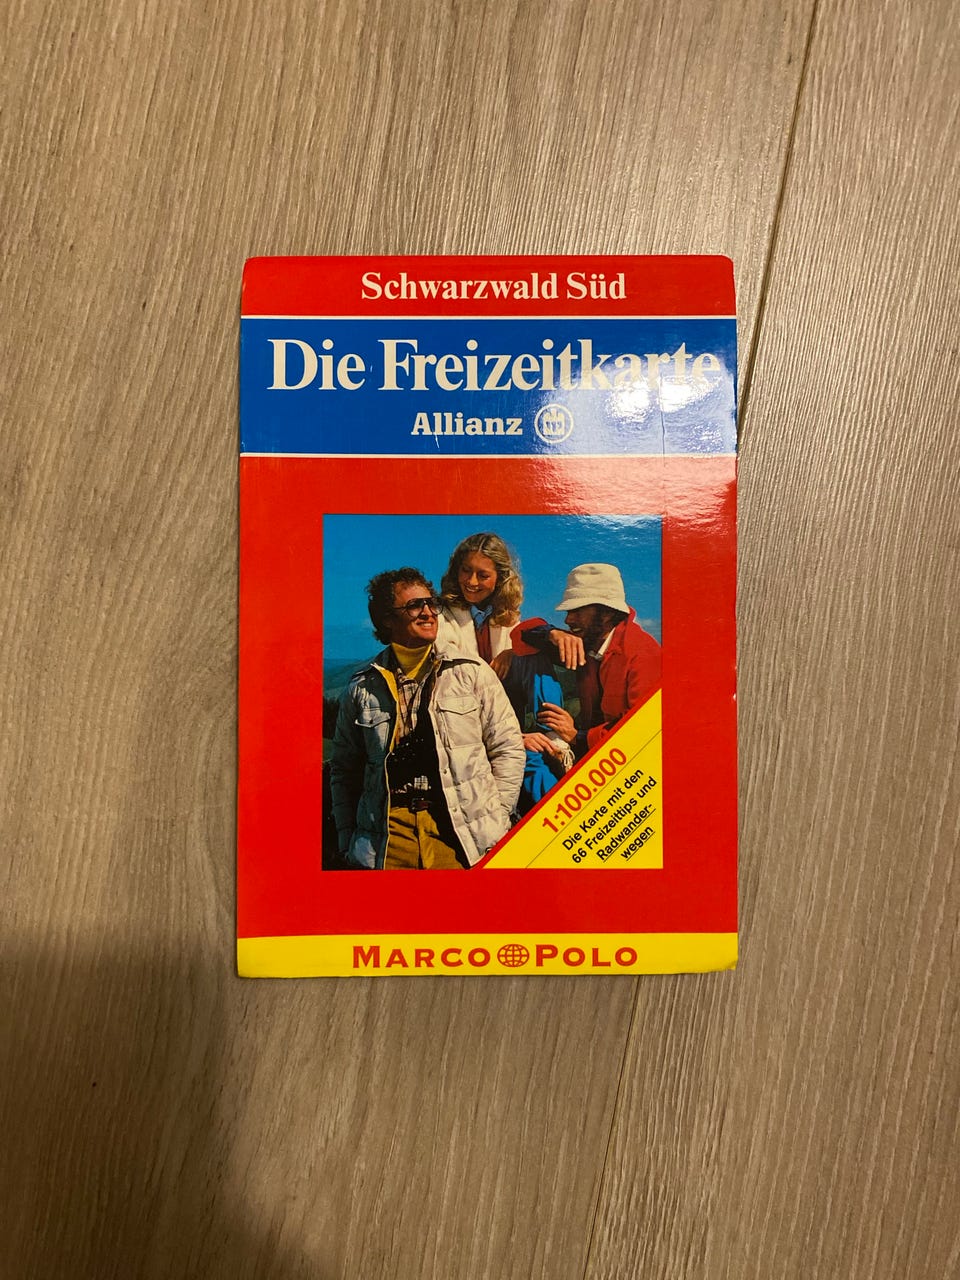 Schwarzwald Süd
Die Freizeitkarte
Allianz
1:100.000
Die Karte mit den
66 Freizeittips und
Radwander-
wegen
MARCO POLO